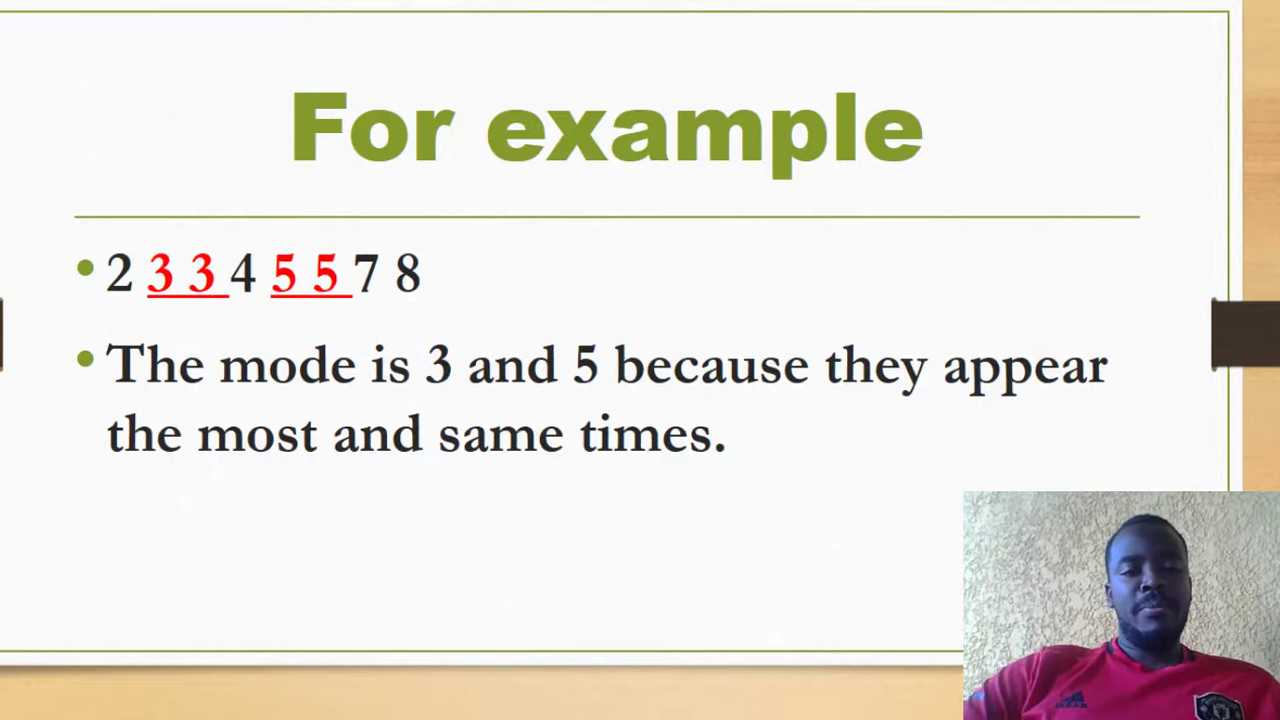 For example
• 2 3 3 4 5 5 7 8
• The mode is 3 and 5 because they appear
the most and same times.